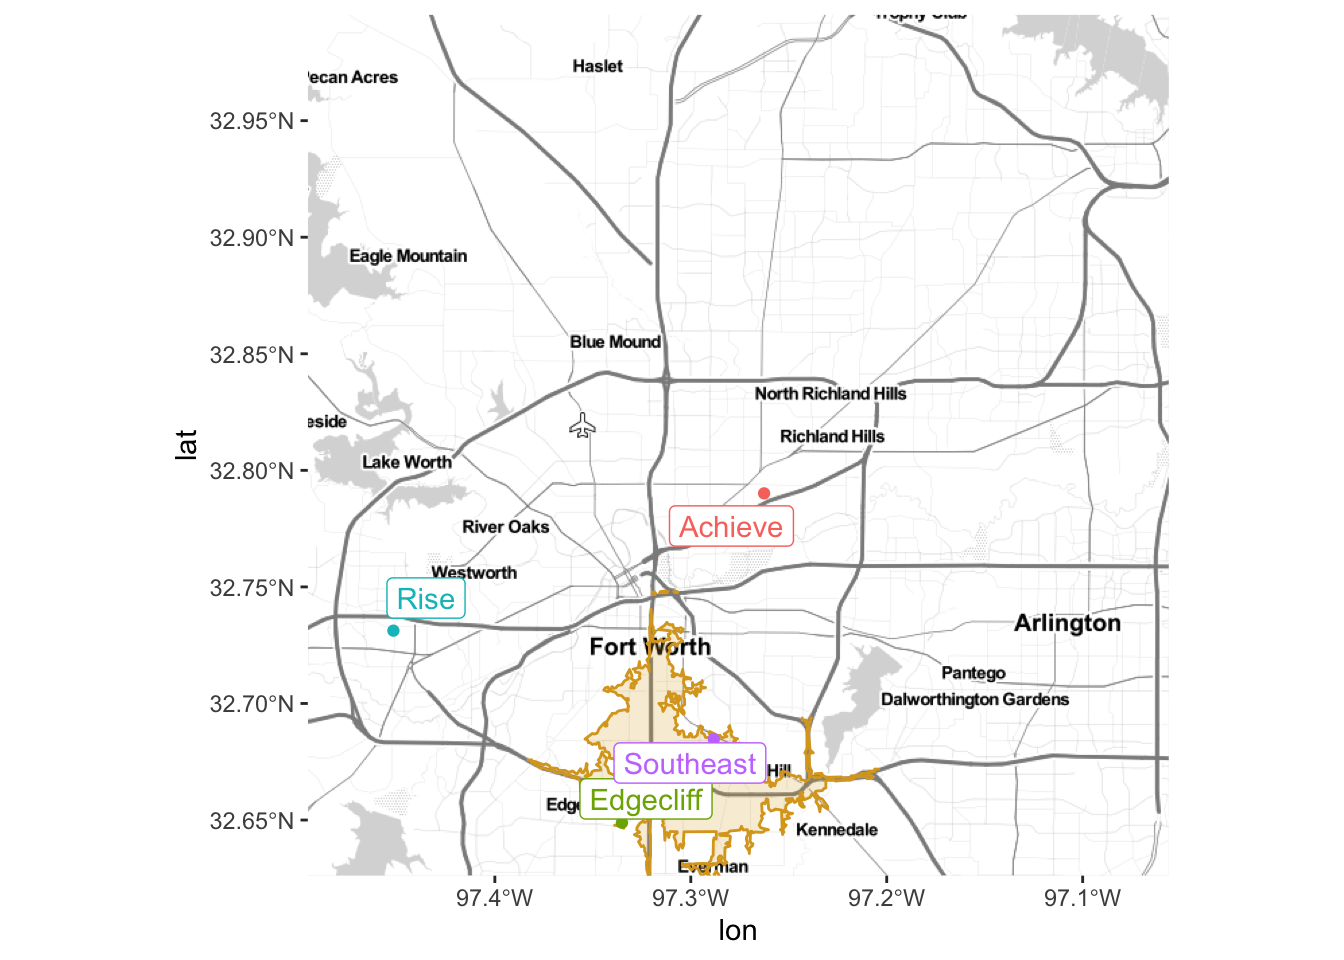 Trophy Club
Haslet
ecan Acres
32.95°N
32.90°N
Eagle Mountain
32.85°N
Blue Mound
North Richland Hills
eside
Richland Hills
lat
Lake Worth
32.80°N
River Oaks
Achieve
Westworth
32.75°N
Rise
Arlington
Fort Worth
Pantego
32.70°N
Dalworthington Gardens
Southeast
Hill
Edge
Edgecliff
32.65°N
Kennedale
Everman
97.4°W
97.3°W
97.2°W
97.1°W
lon